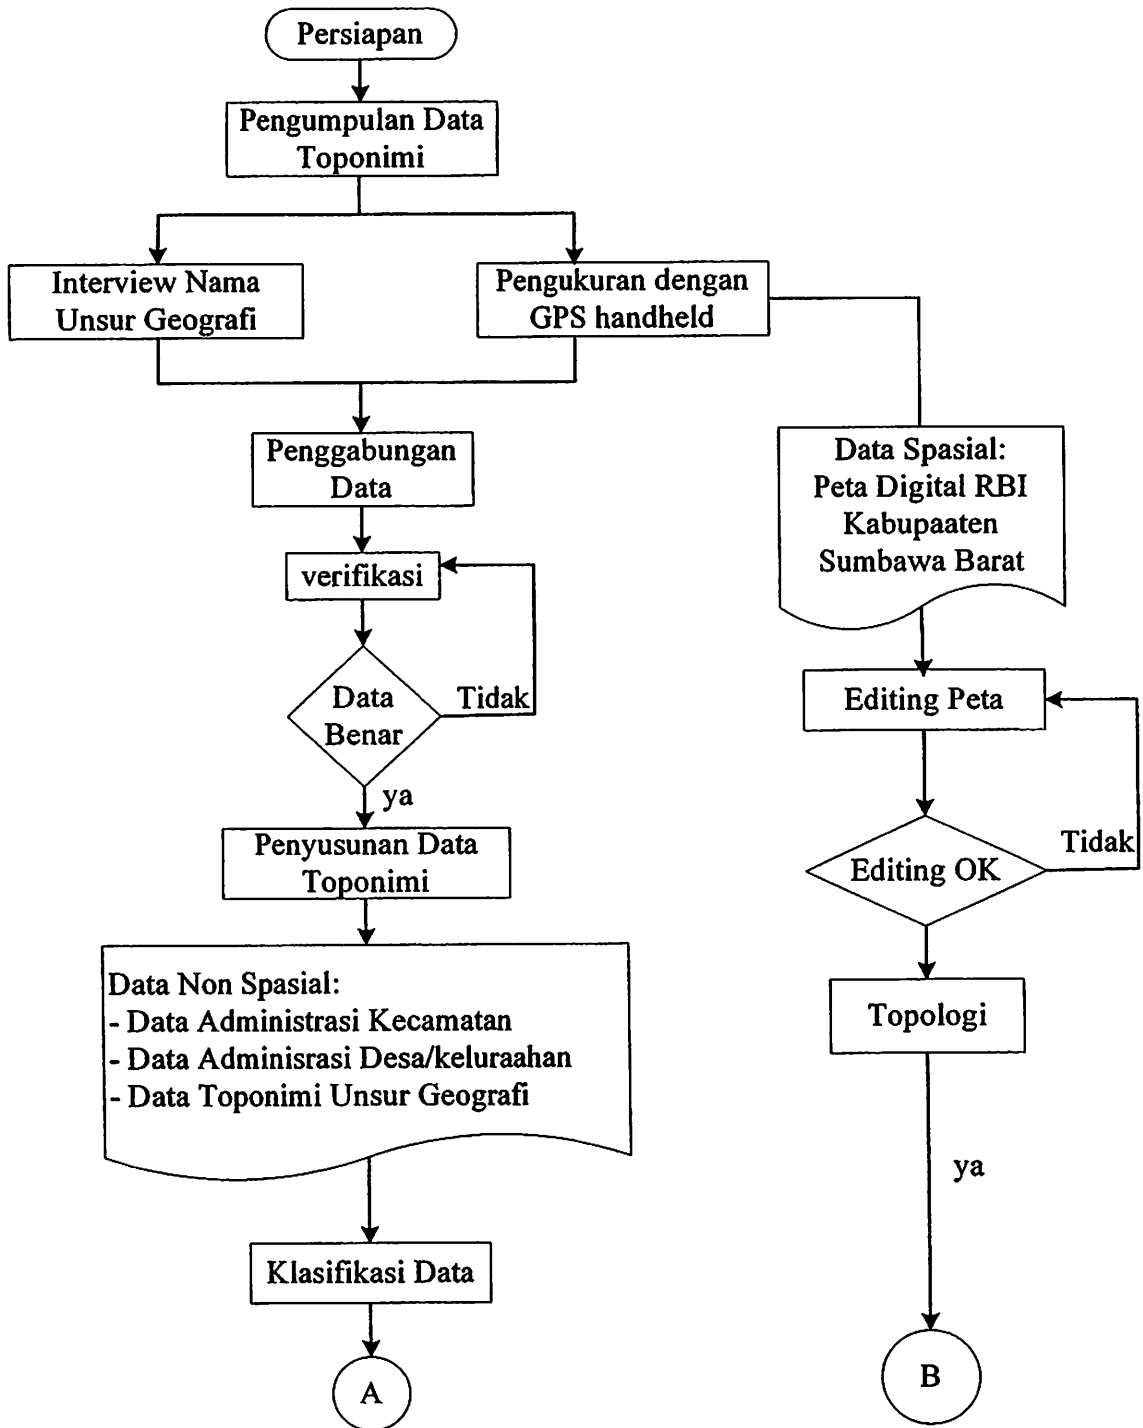 Persiapan
Pengumpulan Data
Toponimi
Interview Nama
Unsur Geografi
Pengukuran dengan
GPS handheld
Penggabungan
Data
verifikasi
Data
Benar
Tidak
ya
Penyusunan Data
Toponimi
Data Non Spasial:
- Data Administrasi Kecamatan
- Data Adminisrasi Desa/keluraahan
- Data Toponimi Unsur Geografi
Klasifikasi Data
A
Data Spasial:
Peta Digital RBI
Kabupaaten
Sumbawa Barat
Editing Peta
Editing OK
Tidak
Topologi
ya
B